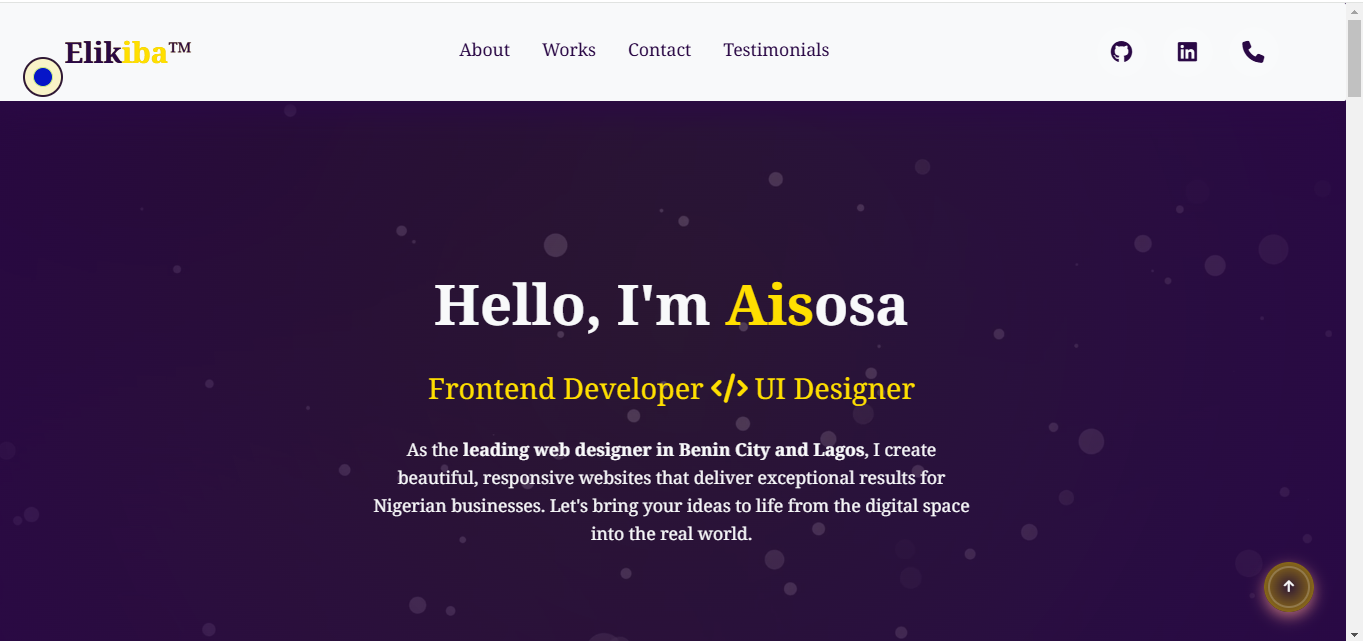 Elikiba™
About Works Contact Testimonials
Hello, I'm Aisosa
Frontend Developer </> UI Designer
As the leading web designer in Benin City and Lagos, I create
beautiful, responsive websites that deliver exceptional results for
Nigerian businesses. Let's bring your ideas to life from the digital space
into the real world.